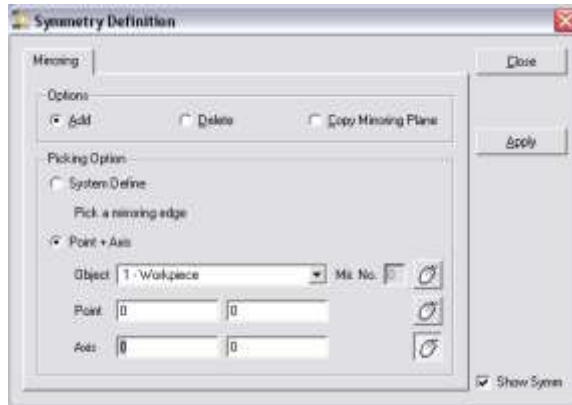 Symmetry Definition
Mirroring
Close
Options
Add Delete Copy Mirroring Plane
Apply
Picking Option
System Define
Pick a mirroring edge
Point + Axis
Object 1 - Workpiece Mir. No. 0
Point 0 0
Axis 0 0
Show Symm